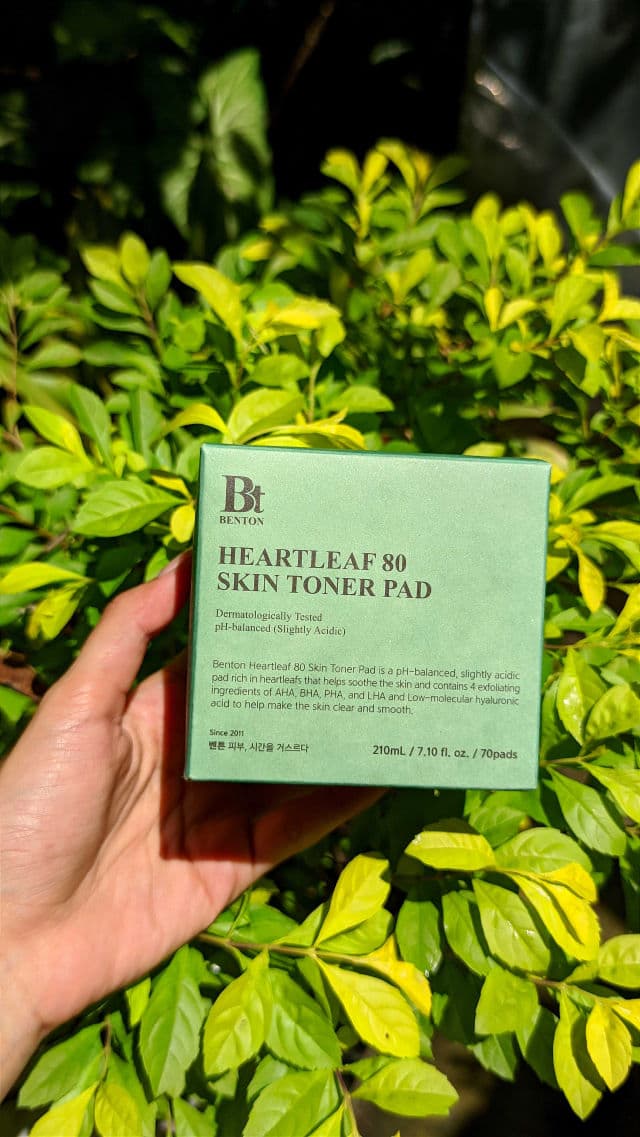 Bt
BENTON
HEARTLEAF 80
SKIN TONER PAD
Dermatologically Tested
pH-balanced (Slightly Acidic)
Benton Heartleaf 80 Skin Toner Pad is a pH-balanced, slightly acidic
pad rich in heartleafs that helps soothe the skin and contains 4 exfoliating
ingredients of AHA, BHA, PHA, and LHA and Low-molecular hyaluronic
acid to help make the skin clear and smooth.
Since 2011
벤튼 피부, 시간을 거스르다
210mL / 7.10 fl. oz. / 70pads